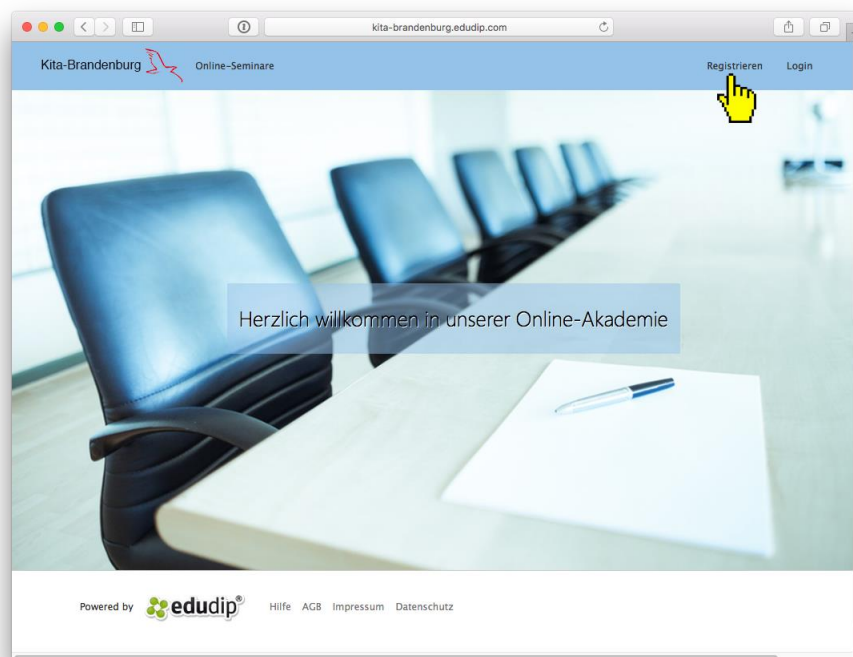 kita-brandenburg.edudip.com
Kita-Brandenburg Online-Seminare Registrieren Login
Herzlich willkommen in unserer Online-Akademie
Powered by edudip® Hilfe AGB Impressum Datenschutz